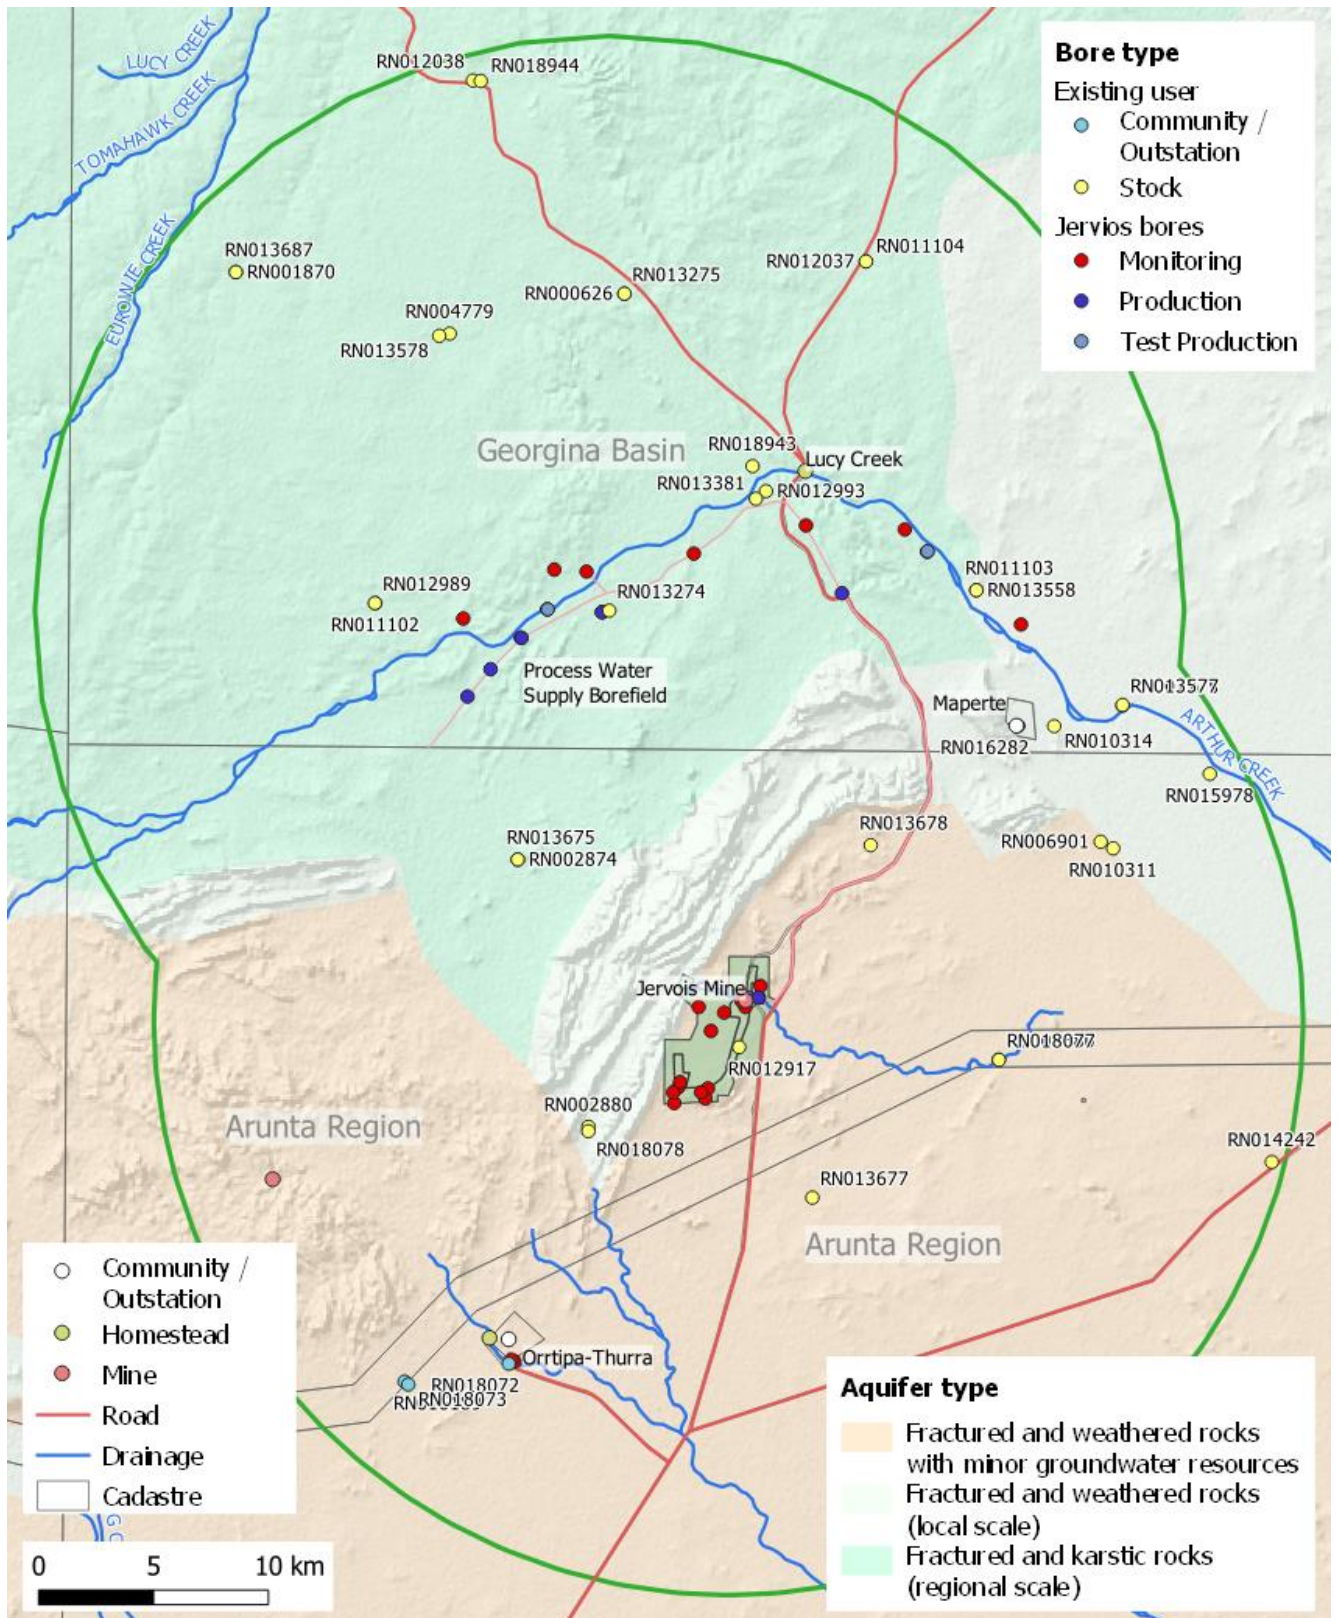 LUCY CREEK
TOMAHAWK CREEK
EUROWIE CREEK
RN012038
RN018944
Bore type
Existing user
Community /
Outstation
Stock
Jervios bores
Monitoring
Production
Test Production
RN013687
RN001870
RN004779
RN013578
RN013275
RN000626
RN011104
RN012037
Georgina Basin
RN018943
Lucy Creek
RN013381
RN012993
RN012989
RN011102
RN013274
RN011103
RN013558
Process Water
Supply Borefield
Maperte
RN016282
RN010314
RN013577
ARTHUR CREEK
RN015978
RN013675
RN002874
RN013678
RN006901
RN010311
Jervois Mine
RN012917
RN018077
RN002880
RN018078
Arunta Region
RN014242
RN013677
Arunta Region
Orrtipa-Thurra
RN018072
RN018073
Community /
Outstation
Homestead
Mine
Road
Drainage
Cadastre
0 5 10 km
Aquifer type
Fractured and weathered rocks
with minor groundwater resources
Fractured and weathered rocks
(local scale)
Fractured and karstic rocks
(regional scale)